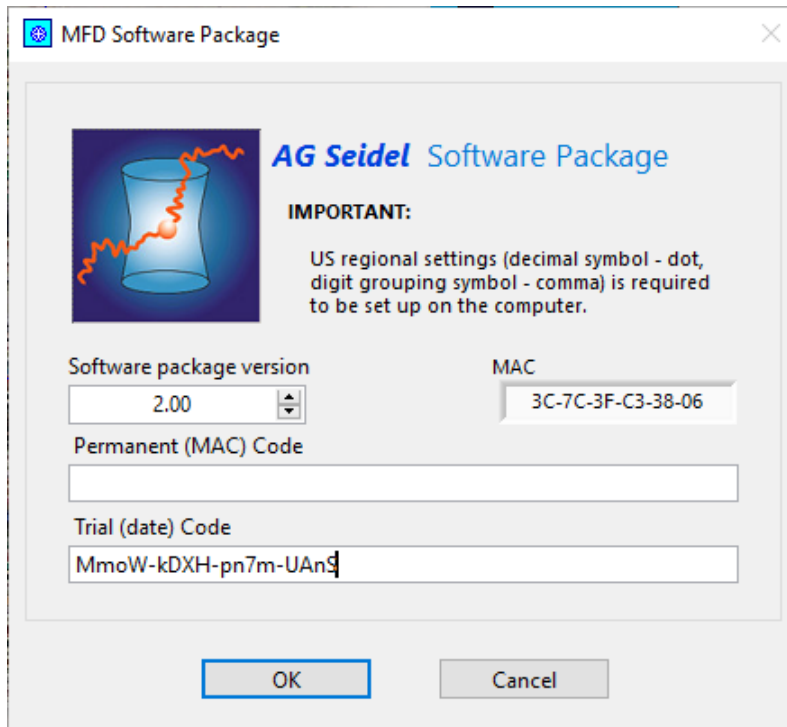 MFD Software Package
AG Seidel Software Package
IMPORTANT:
US regional settings (decimal symbol - dot,
digit grouping symbol - comma) is required
to be set up on the computer.
Software package version
MAC
2.00
3C-7C-3F-C3-38-06
Permanent (MAC) Code
Trial (date) Code
MmoW-kDXH-pn7m-UAnS
OK
Cancel